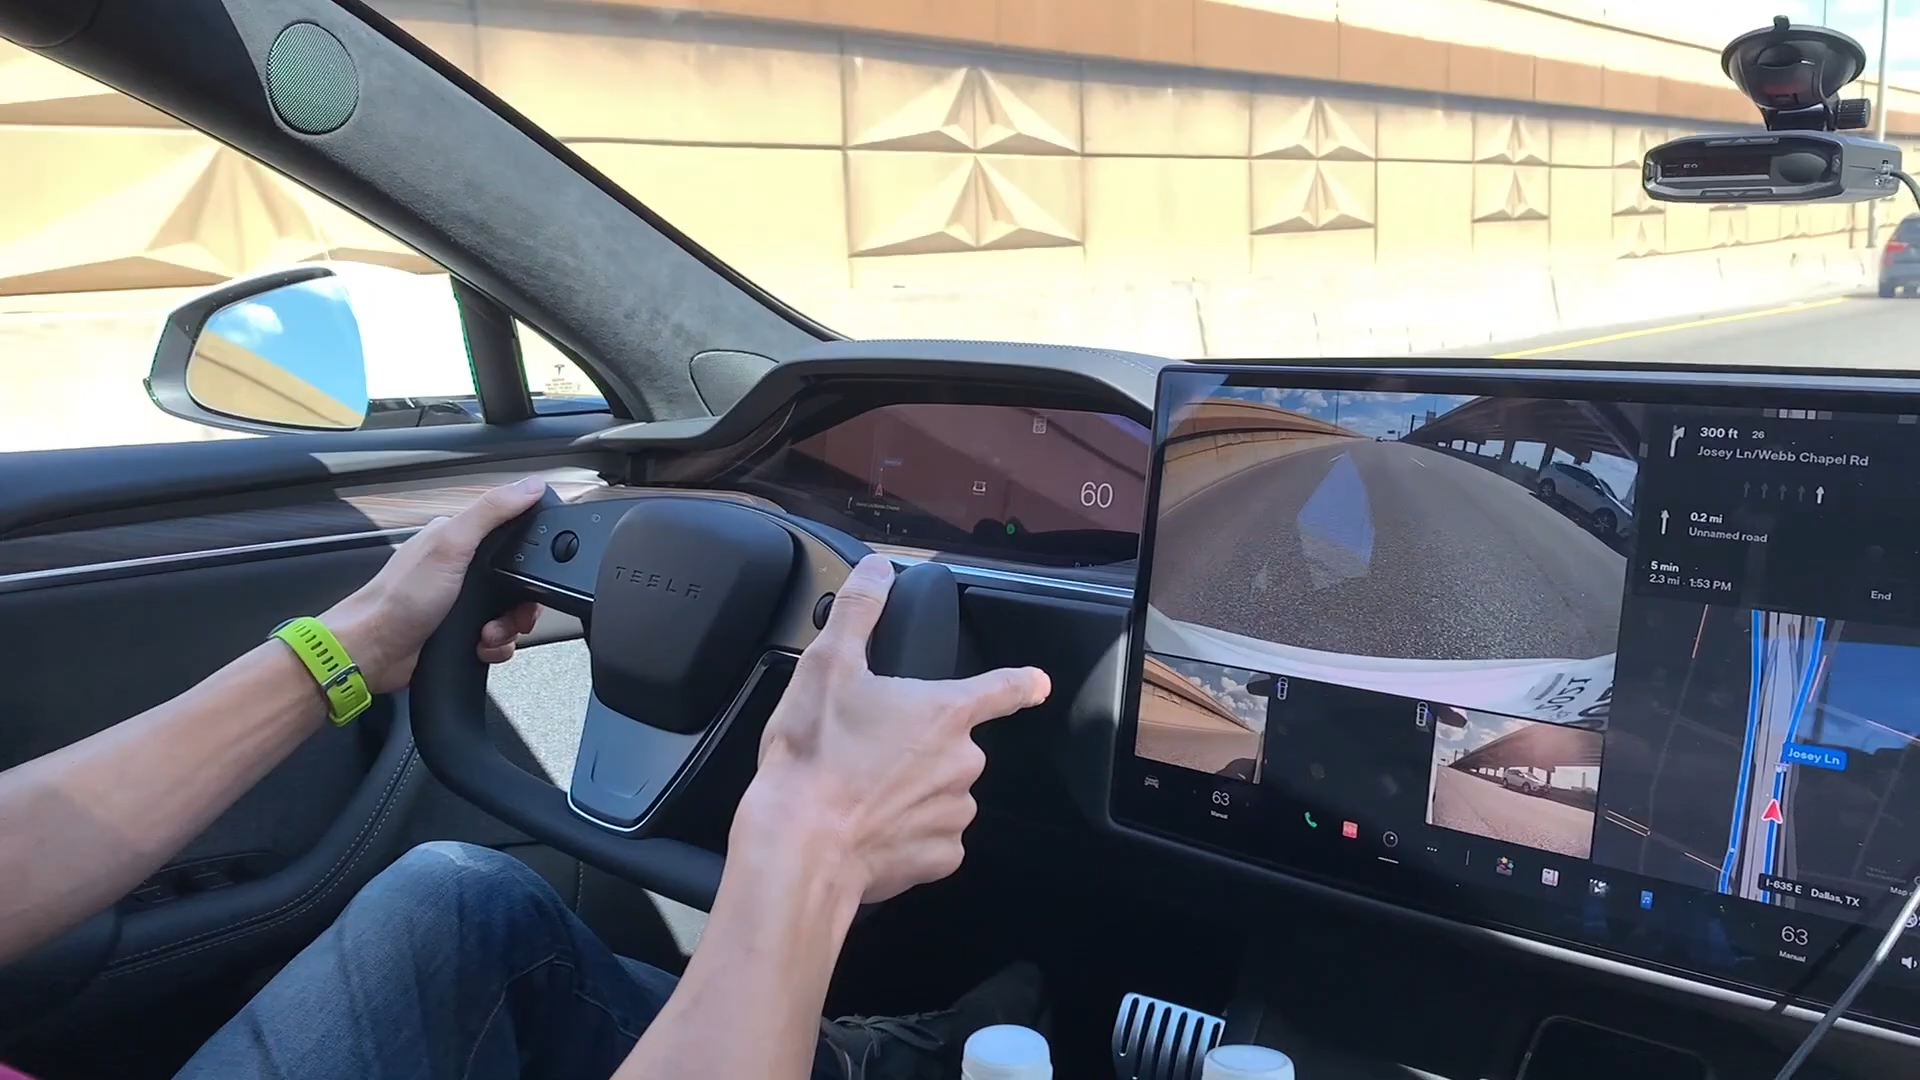 TESLA
60
300 ft 26
Josey Ln/Webb Chapel Rd
0.2 mi
Unnamed road
5 min
2.3 mi · 1:53 PM
End
Josey Ln
I-635 E Dallas, TX
63
Manual
63
Manual